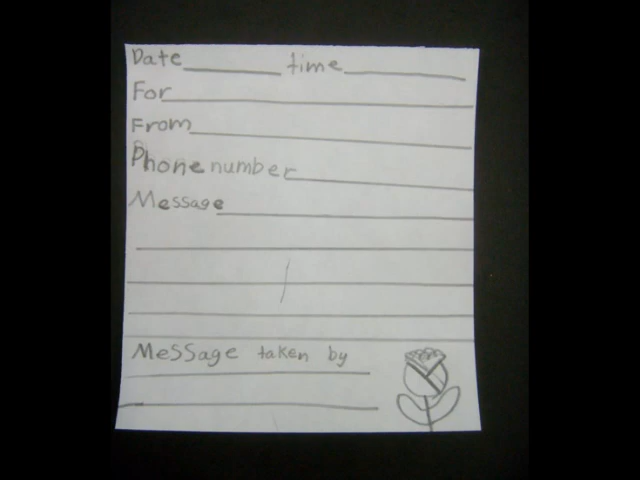 Date time
For
From
Phone number
Message
Message taken by